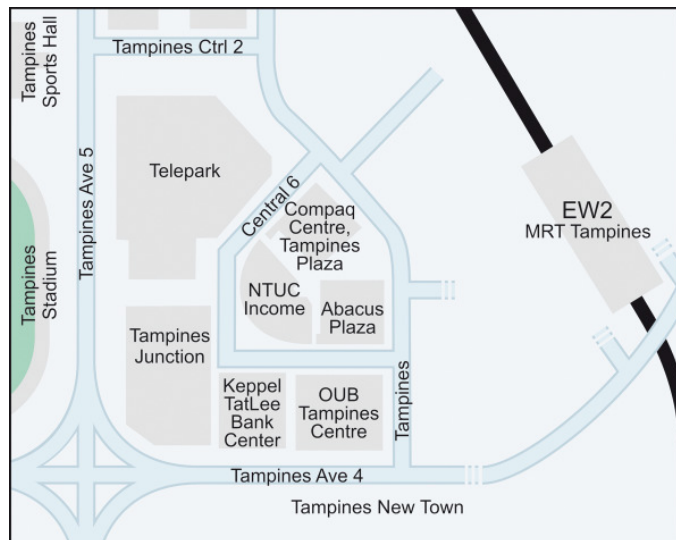 Tampines
Sports Hall
Tampines Ctrl 2
Tampines Ave 5
Telepark
Central 6
Compaq
Centre,
Tampines
Plaza
EW2
MRT Tampines
Tampines
Stadium
NTUC
Income
Abacus
Plaza
Tampines
Junction
Keppel
TatLee
Bank
Center
OUB
Tampines
Centre
Tampines
Tampines Ave 4
Tampines New Town